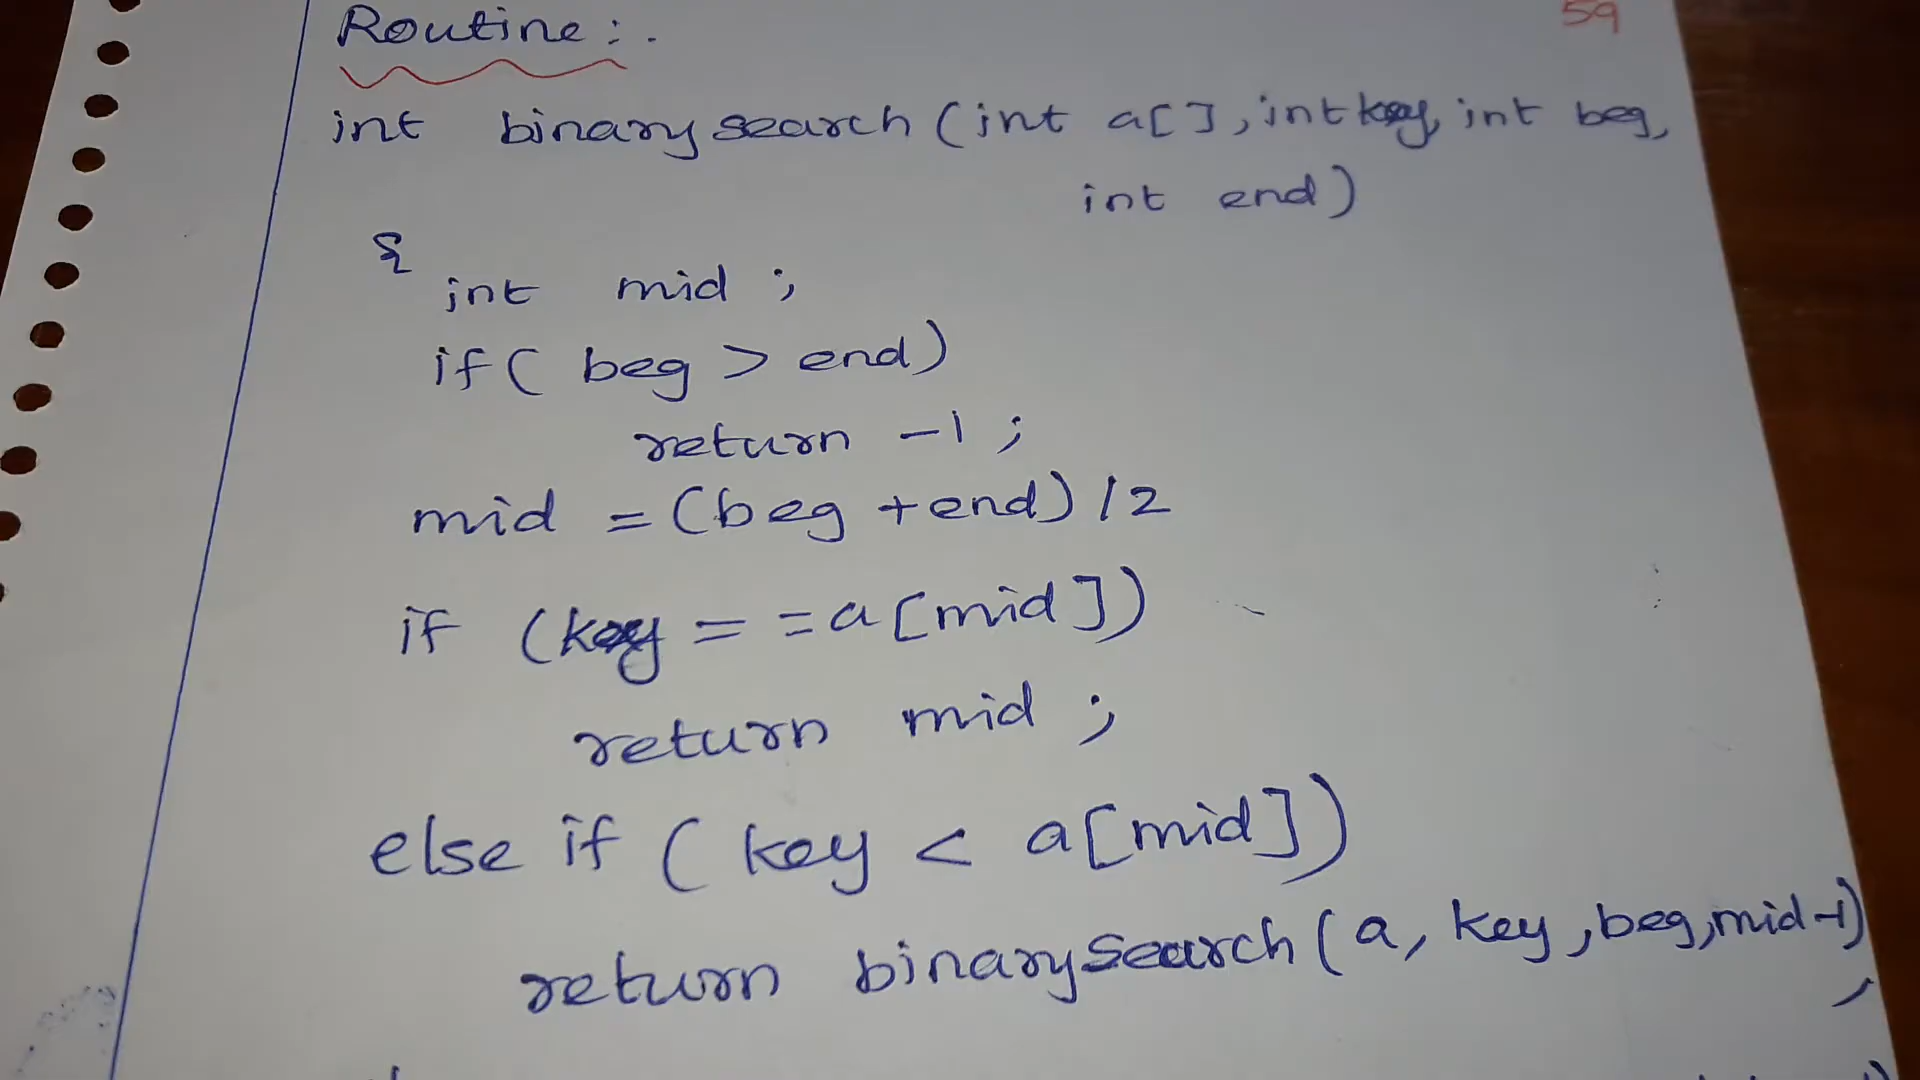 59
Routine :.
int binarysearch (int a[], int key, int beg,
int end)
{
int mid ;
if ( beg > end)
return -1 ;
mid = (beg +end) /2
if (key = =a [mid])
return mid ;
else if ( key < a[mid])
return binarysearch ( a, key, beg, mid-1)
;